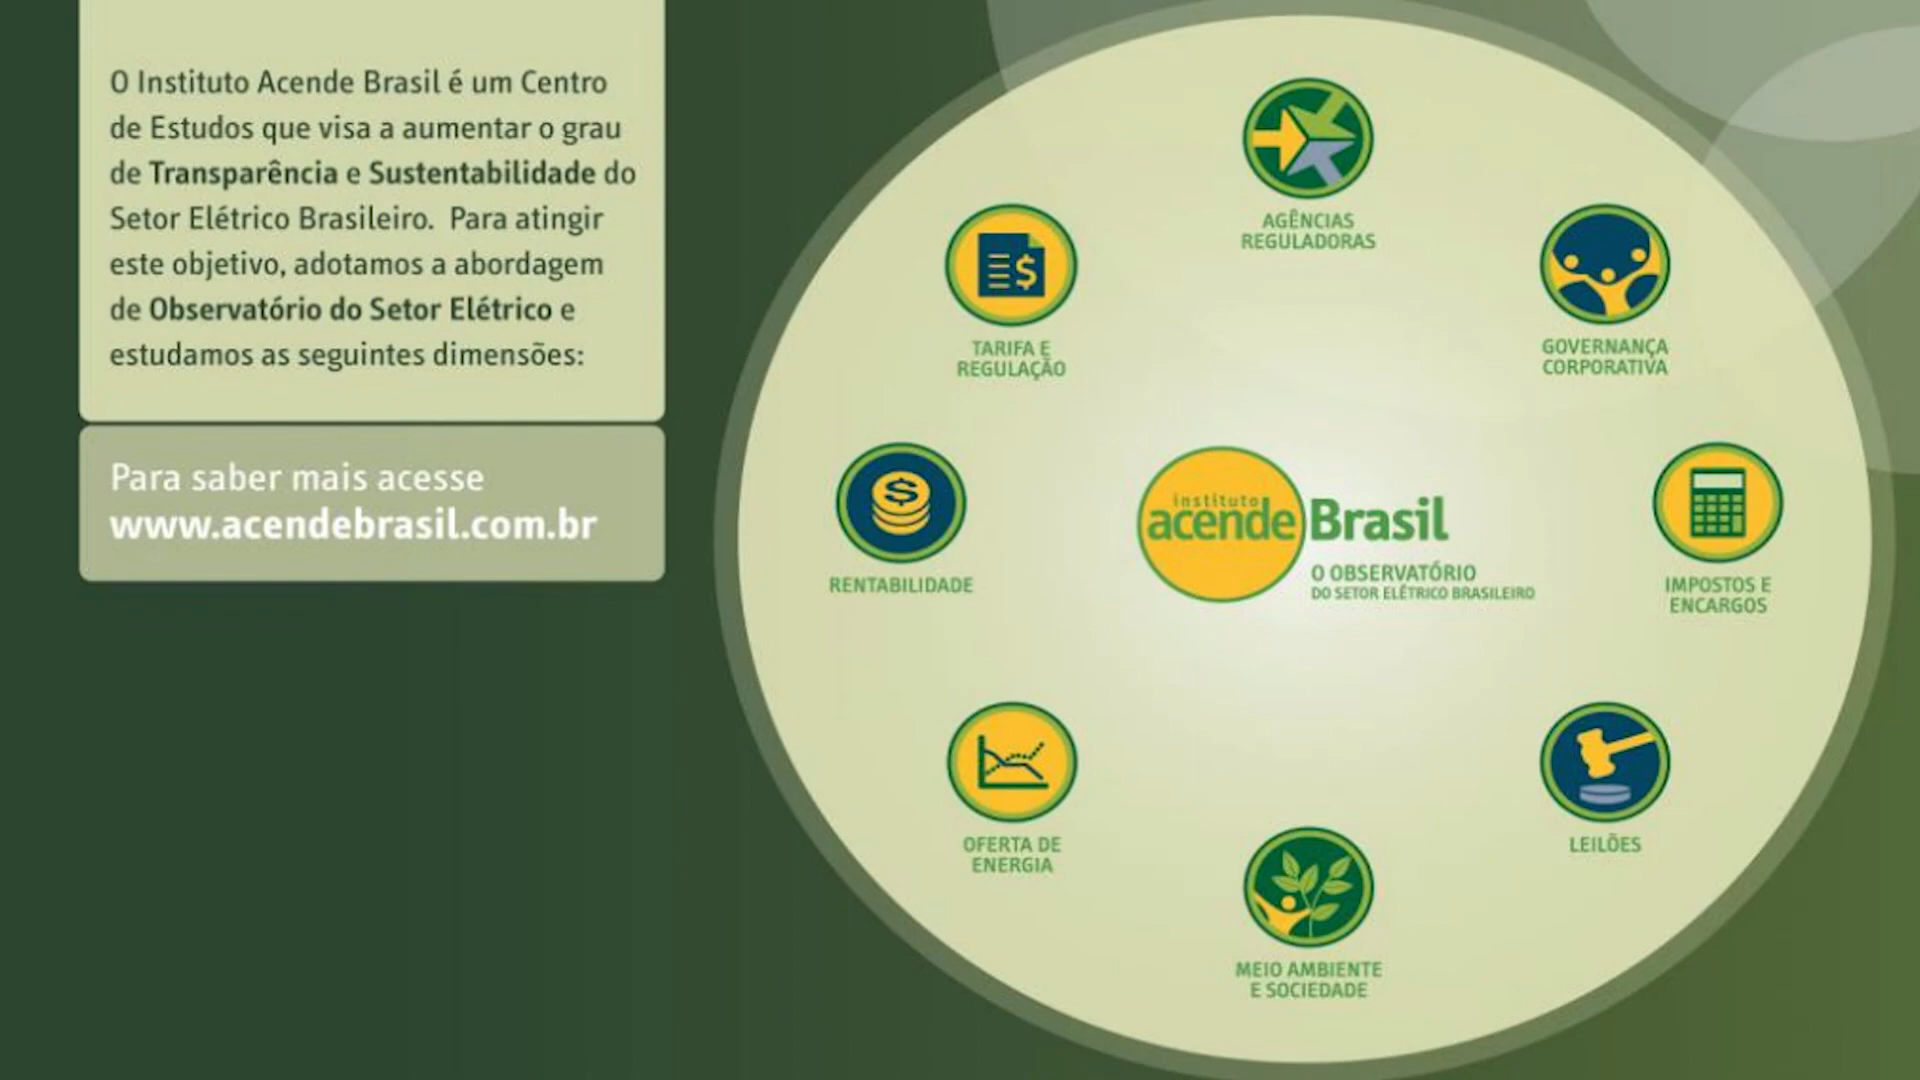 O Instituto Acende Brasil é um Centro
de Estudos que visa a aumentar o grau
de Transparência e Sustentabilidade do
Setor Elétrico Brasileiro. Para atingir
este objetivo, adotamos a abordagem
de Observatório do Setor Elétrico e
estudamos as seguintes dimensões:
Para saber mais acesse
www.acendebrasil.com.br
AGÊNCIAS
REGULADORAS
TARIFA E
REGULAÇÃO
GOVERNANÇA
CORPORATIVA
RENTABILIDADE
instituto
acende Brasil
O OBSERVATÓRIO
DO SETOR ELÉTRICO BRASILEIRO
IMPOSTOS E
ENCARGOS
OFERTA DE
ENERGIA
LEILÕES
MEIO AMBIENTE
E SOCIEDADE